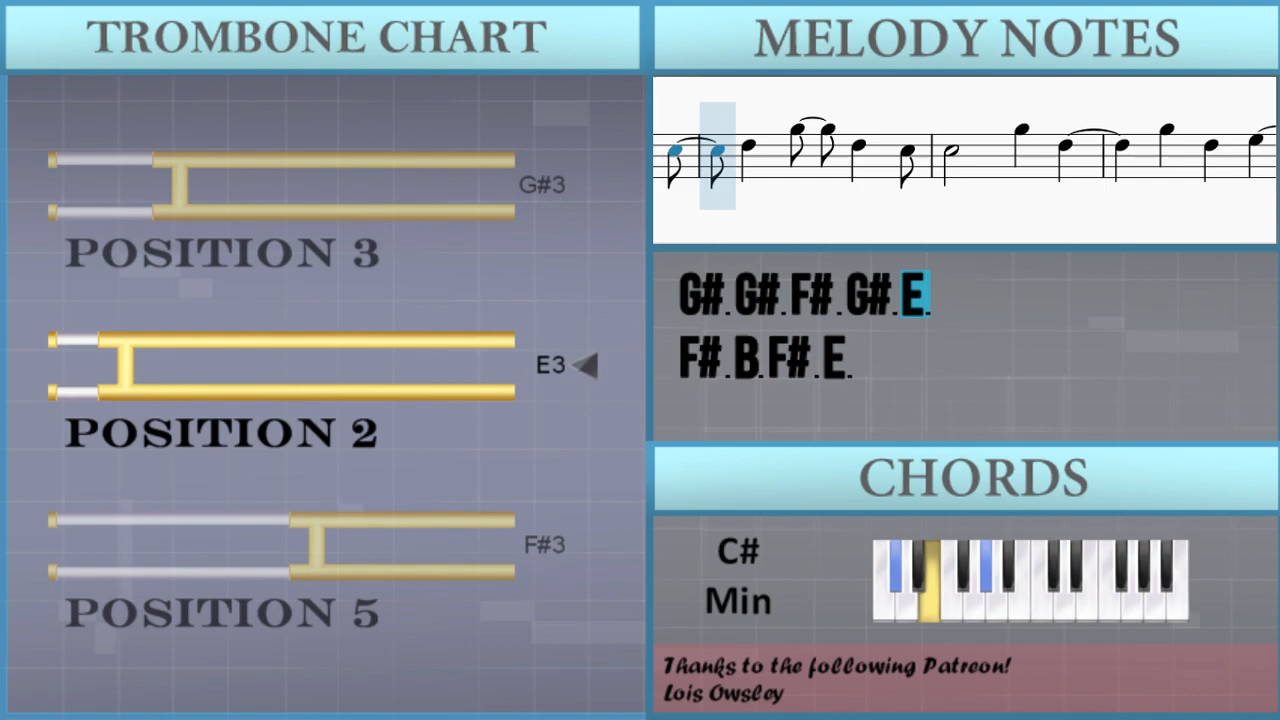 TROMBONE CHART
G#3
POSITION 3
E3
POSITION 2
F#3
POSITION 5
MELODY NOTES
G#.G#.F#.G#.E.
F#.B.F#.E.
CHORDS
C#
Min
Thanks to the following Patreon!
Lois Owsley